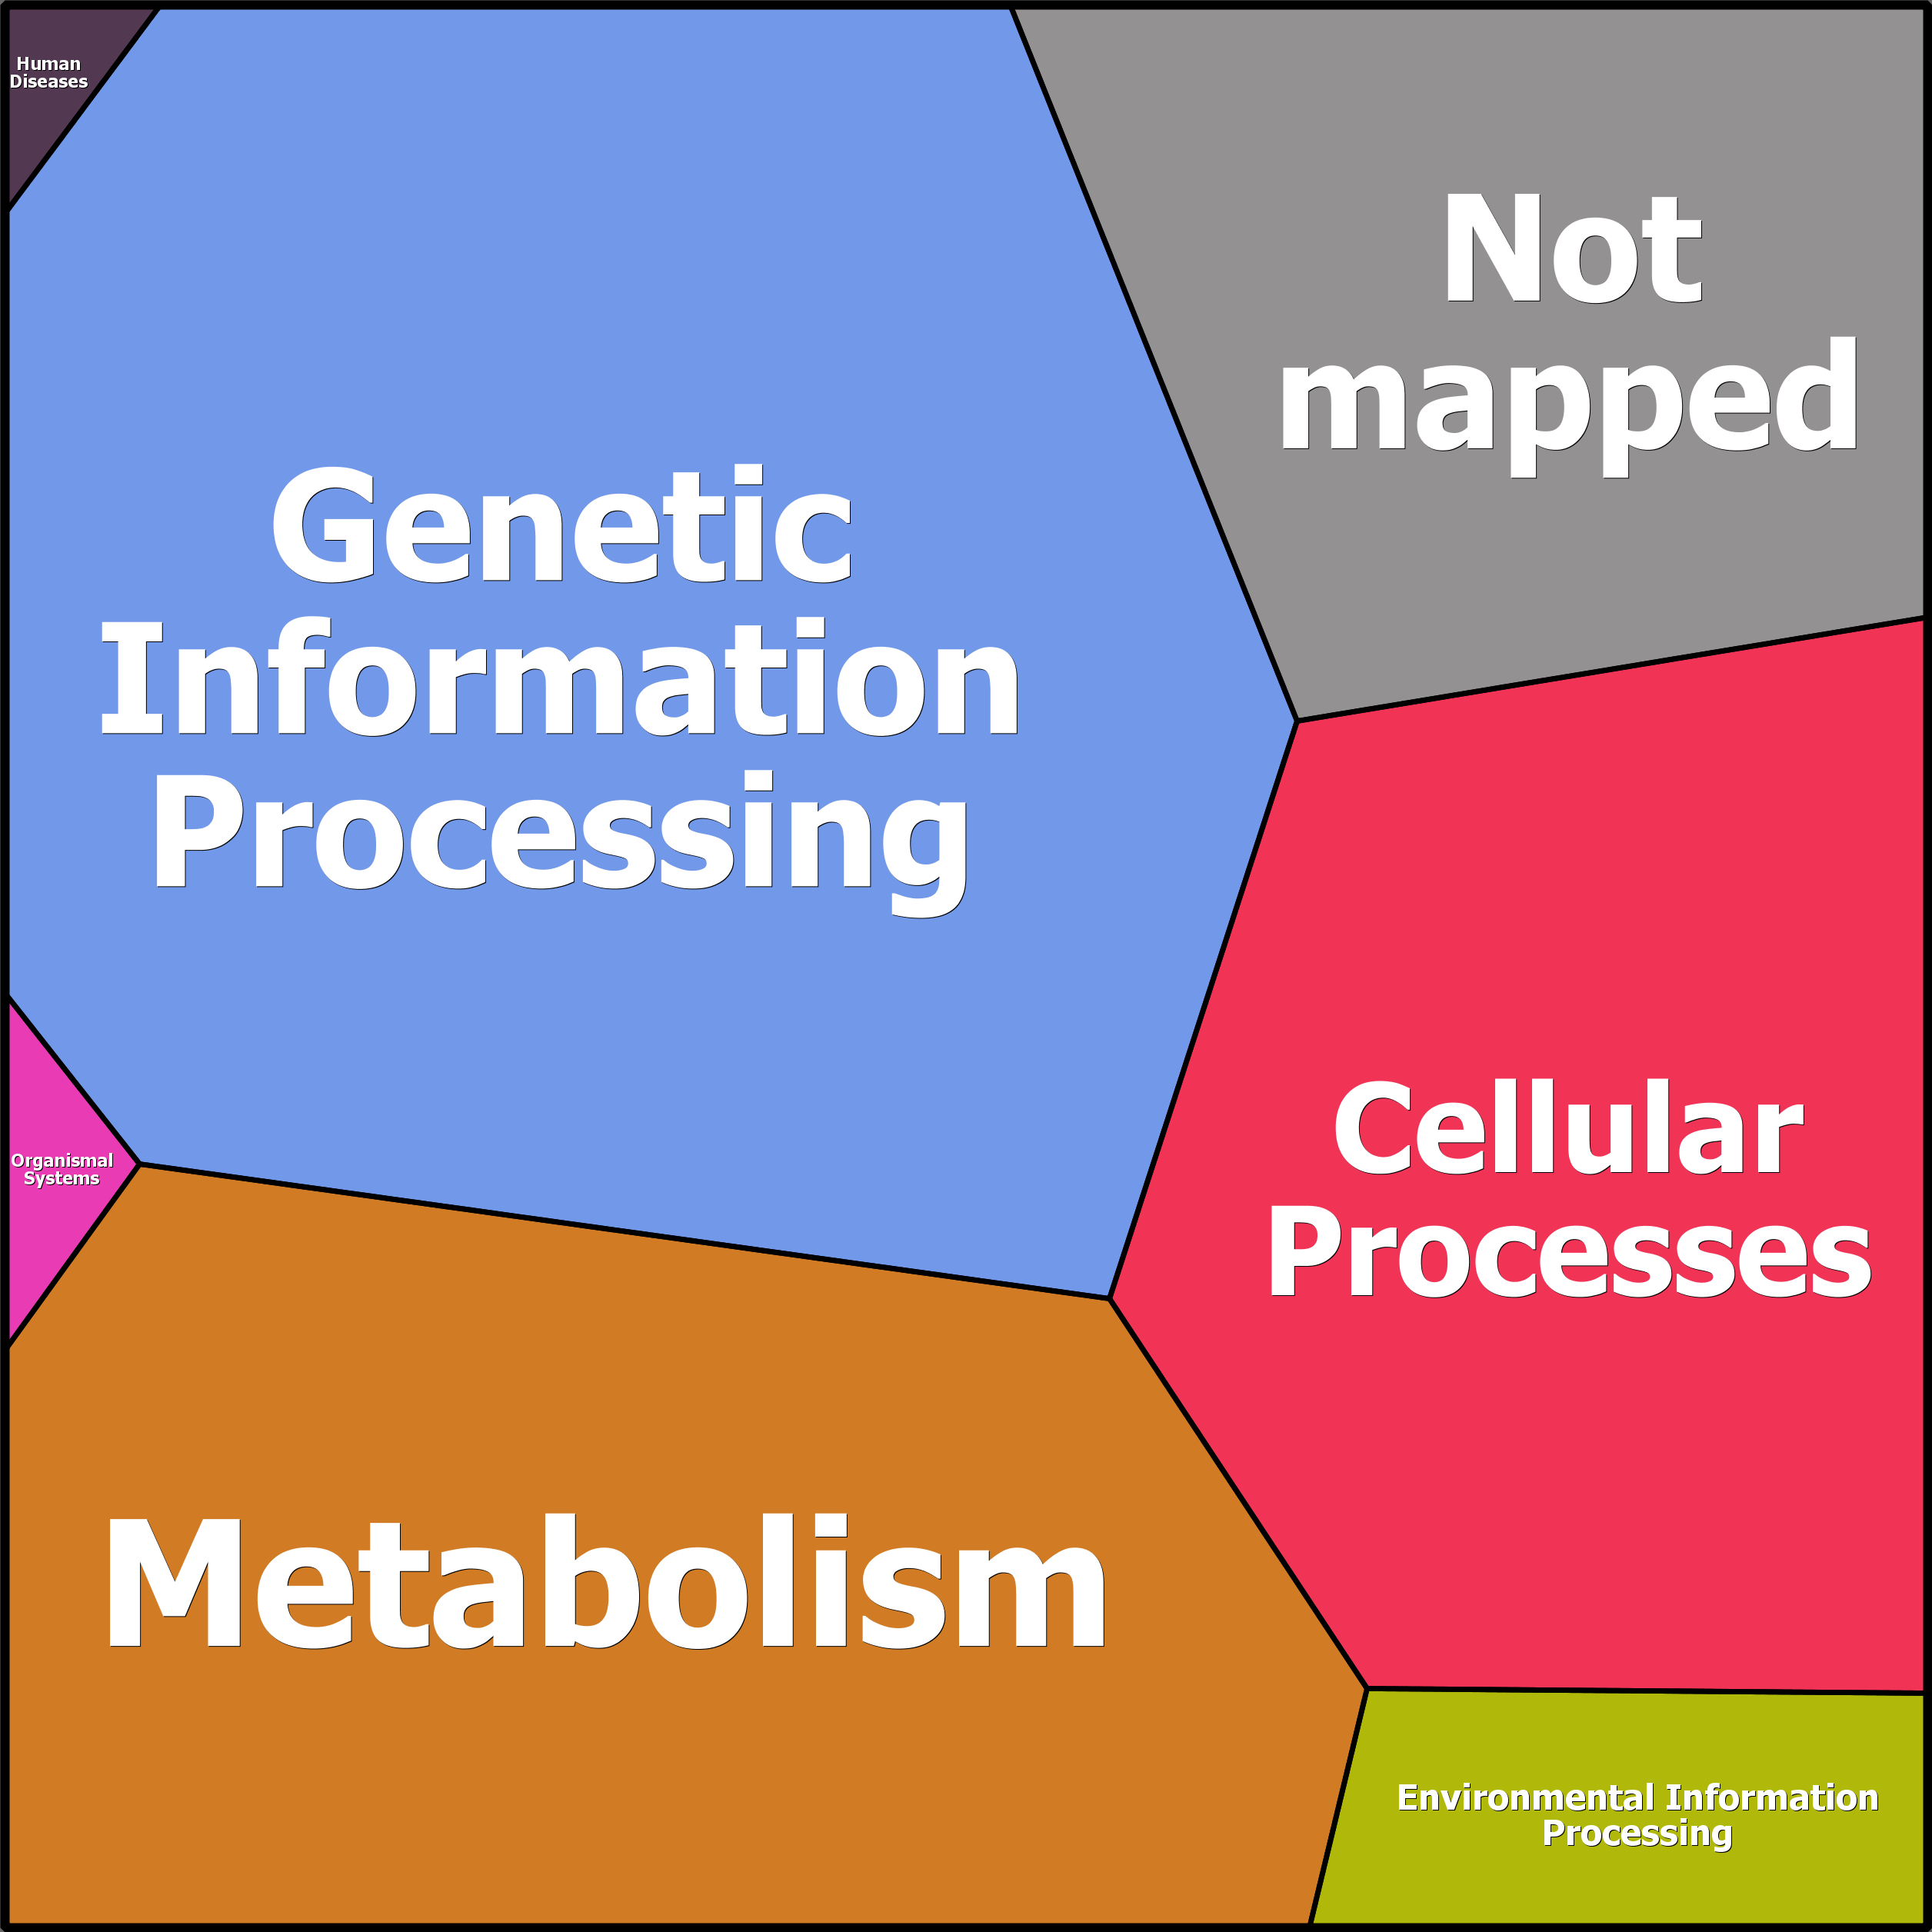 Human
Diseases
Not
mapped
Genetic
Information
Processing
Cellular
Processes
Organismal
Systems
Metabolism
Environmental Information
Processing